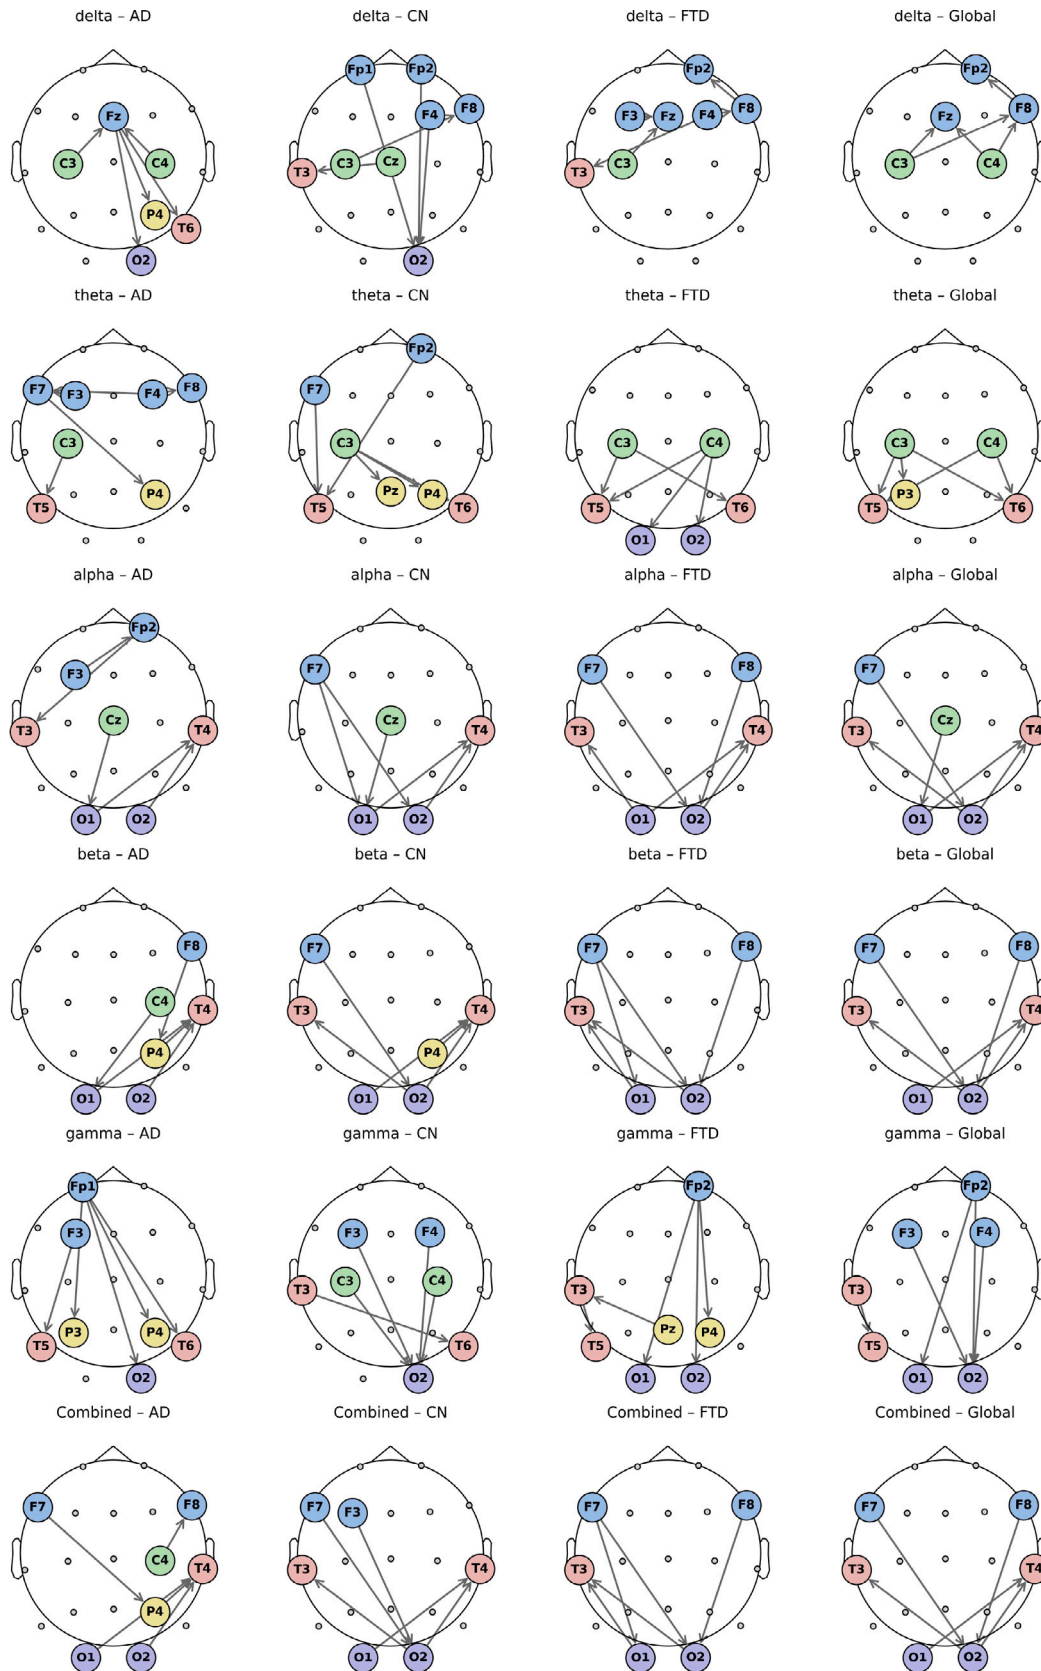 delta – AD delta – CN delta – FTD delta – Global
Fp1 Fp2 Fp2 Fp2
Fz F4 F8 F3 Fz F4 F8 Fz F8
C3 C4 T3 C3 Cz T3 C3 C3 C4
P4 T6
O2 O2
theta – AD theta – CN theta – FTD theta – Global
Fp2
F7 F3 F4 F8 F7
C3 C3 C3 C4 C3 C4
T5 P4 T5 Pz P4 T6 T5 T6 T5 P3 T6
O1 O2
alpha – AD alpha – CN alpha – FTD alpha – Global
Fp2
F3 F7 F7 F8 F7
T3 Cz T4 Cz T4 T3 T4 T3 Cz T4
O1 O2 O1 O2 O1 O2 O1 O2
beta – AD beta – CN beta – FTD beta – Global
F8 F7 F7 F8 F7 F8
C4 T4 T3 T4 T3 T3 T4
P4 P4
O1 O2 O1 O2 O1 O2 O1 O2
gamma – AD gamma – CN gamma – FTD gamma – Global
Fp1 Fp2 Fp2
F3 F3 F4 F3 F4
T3 C3 C4 T3 T3
T5 P3 P4 T6 T6 T5 Pz P4 T5
O2 O2 O1 O2 O1 O2
Combined – AD Combined – CN Combined – FTD Combined – Global
F7 F8 F7 F3 F7 F8 F7 F8
C4 T4 T3 T4 T3 T3 T4
P4
O1 O2 O1 O2 O1 O2 O1 O2